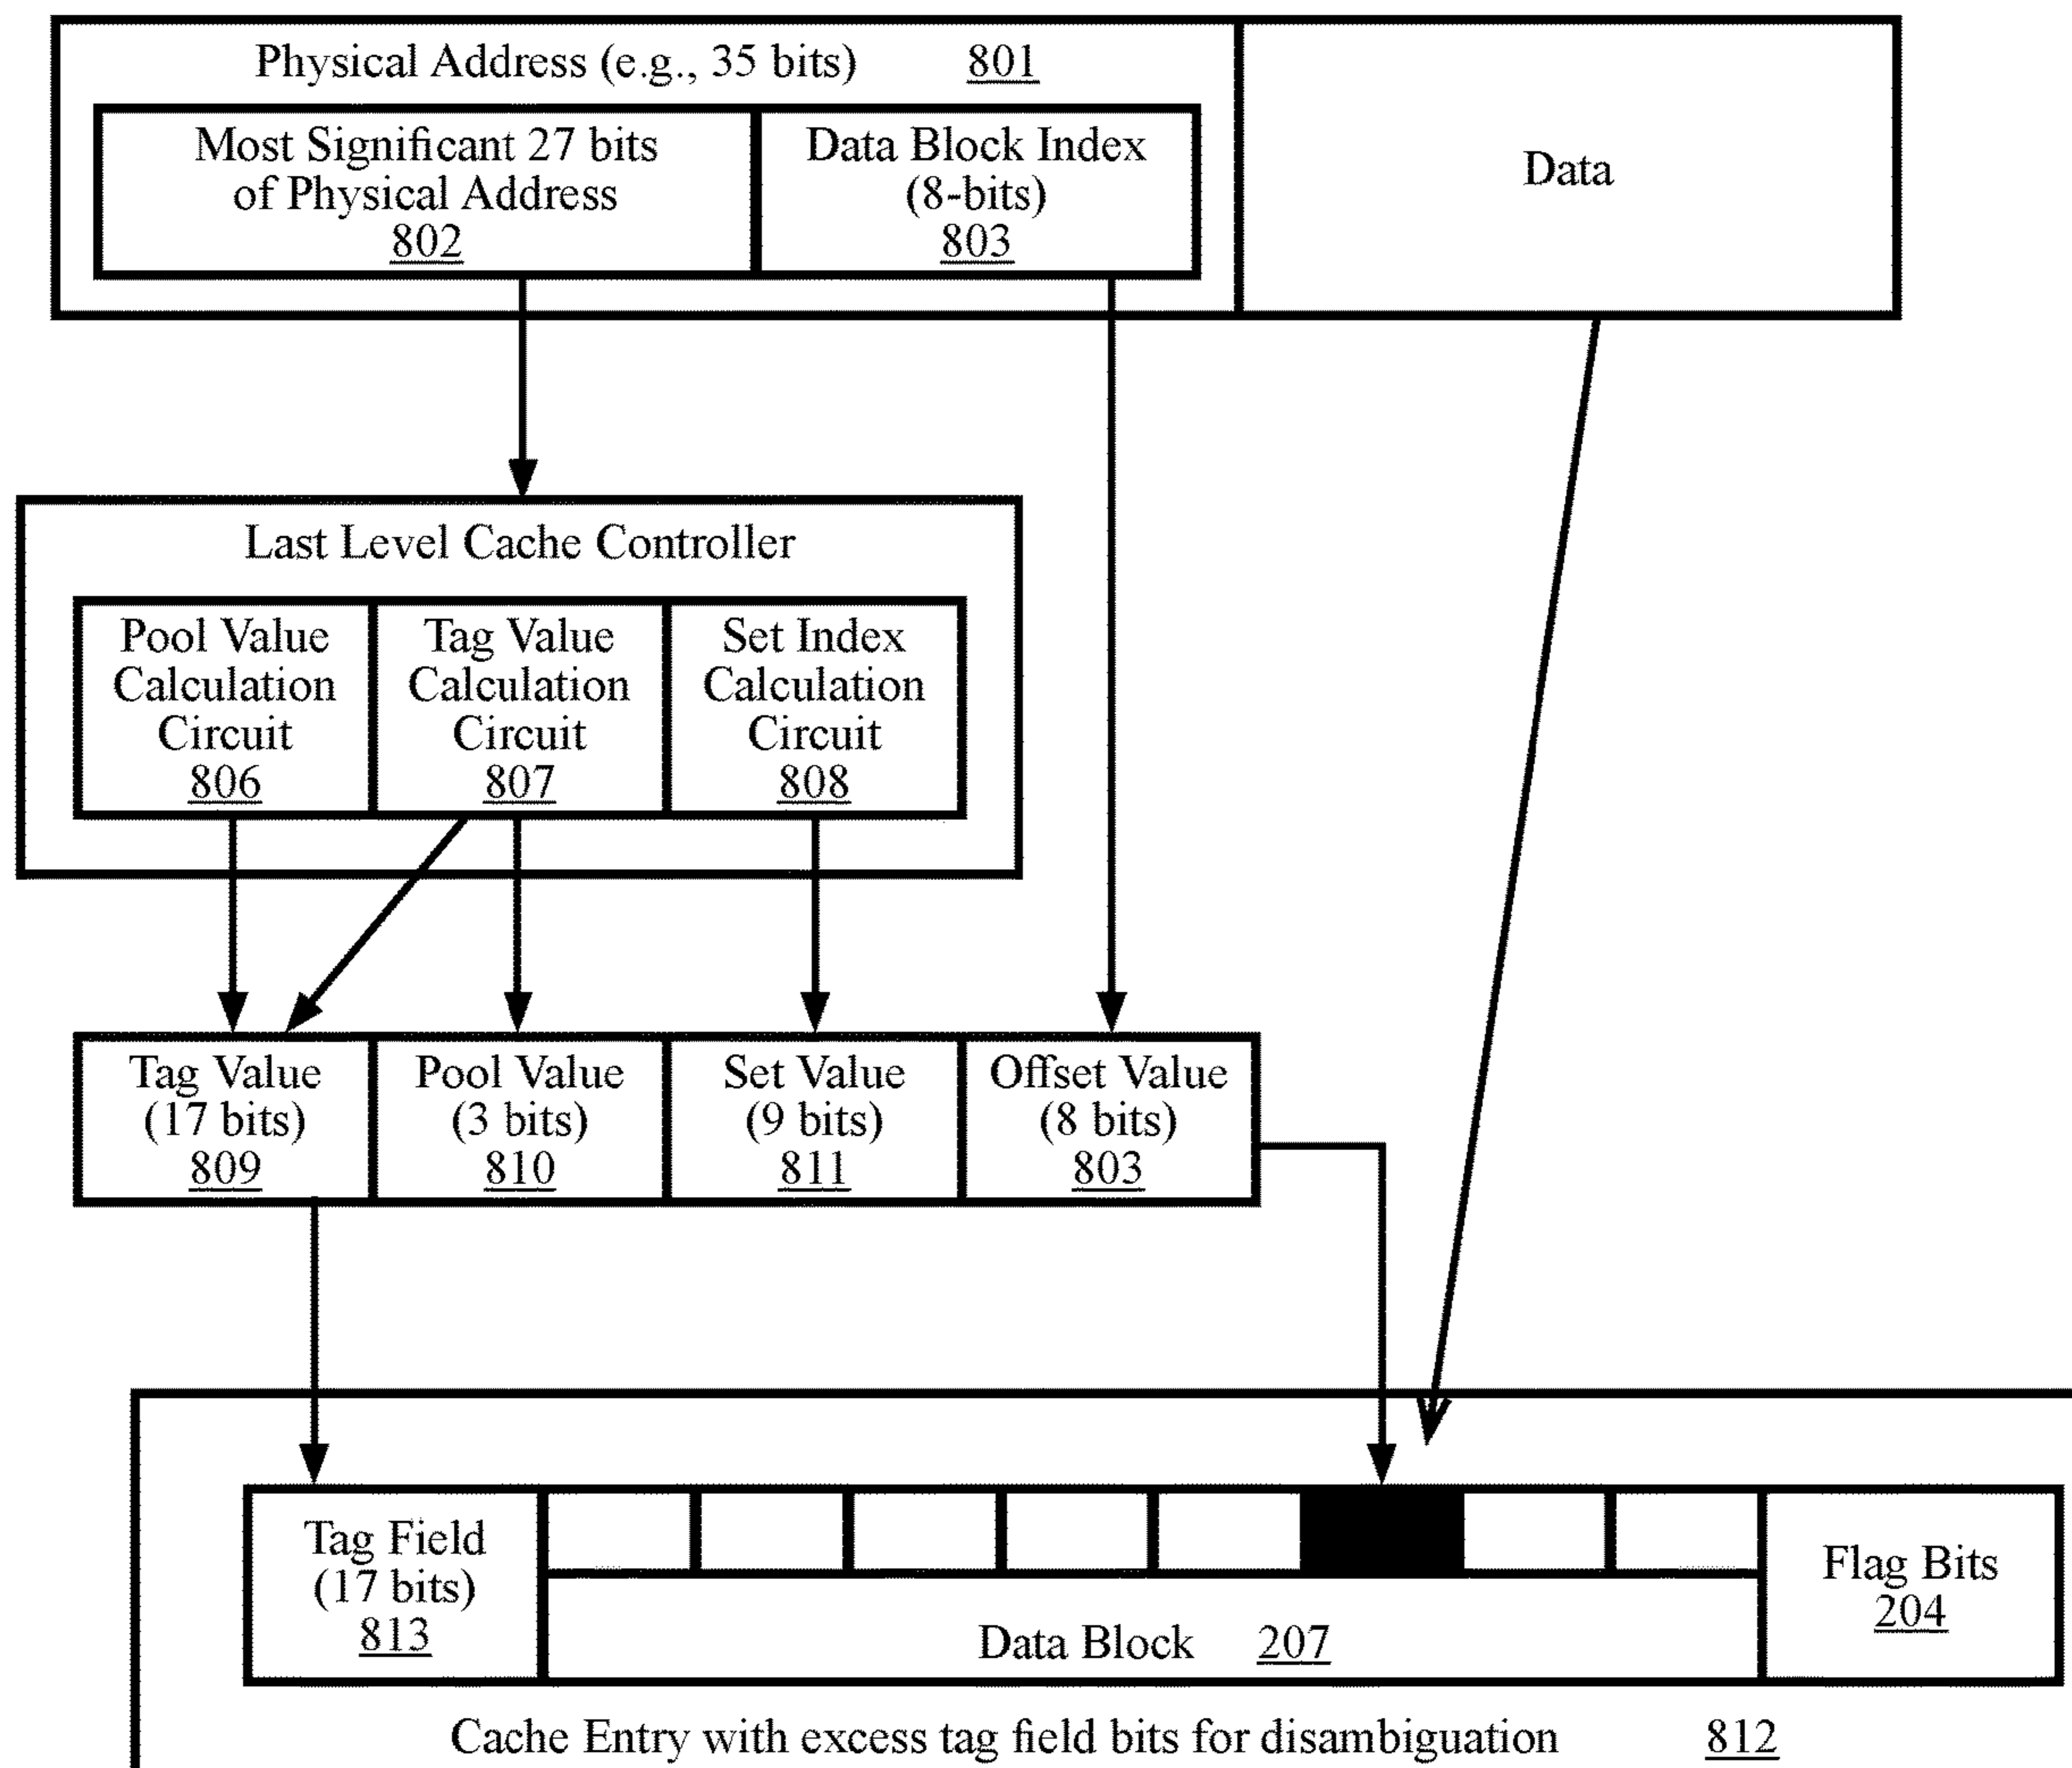 Physical Address (e.g., 35 bits) 801
Most Significant 27 bits
of Physical Address
802
Data Block Index
(8-bits)
803
Data
Last Level Cache Controller
Pool Value
Calculation
Circuit
806
Tag Value
Calculation
Circuit
807
Set Index
Calculation
Circuit
808
Tag Value
(17 bits)
809
Pool Value
(3 bits)
810
Set Value
(9 bits)
811
Offset Value
(8 bits)
803
Tag Field
(17 bits)
813
Data Block 207
Flag Bits
204
Cache Entry with excess tag field bits for disambiguation 812